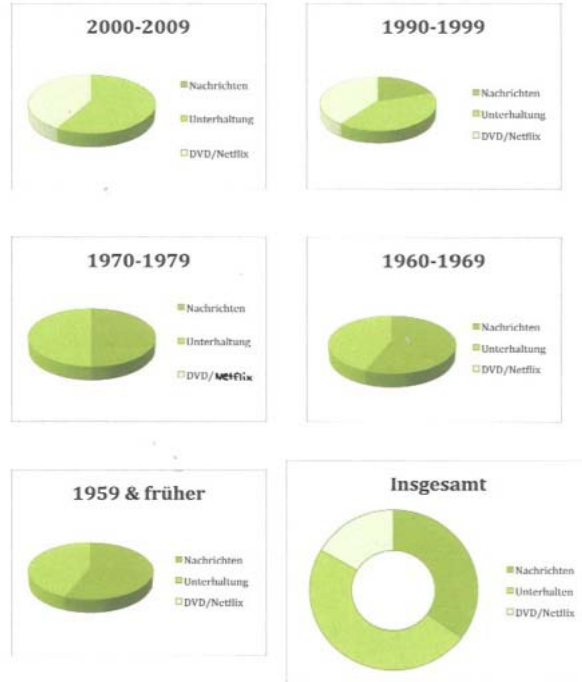 2000-2009
Nachrichten
Unterhaltung
DVD/Netflix
1990-1999
Nachrichten
Unterhaltung
DVD/Netflix
1970-1979
Nachrichten
Unterhaltung
DVD/Netflix
1960-1969
Nachrichten
Unterhaltung
DVD/Netflix
1959 & früher
Nachrichten
Unterhaltung
DVD/Netflix
Insgesamt
Nachrichten
Unterhalten
DVD/Netflix